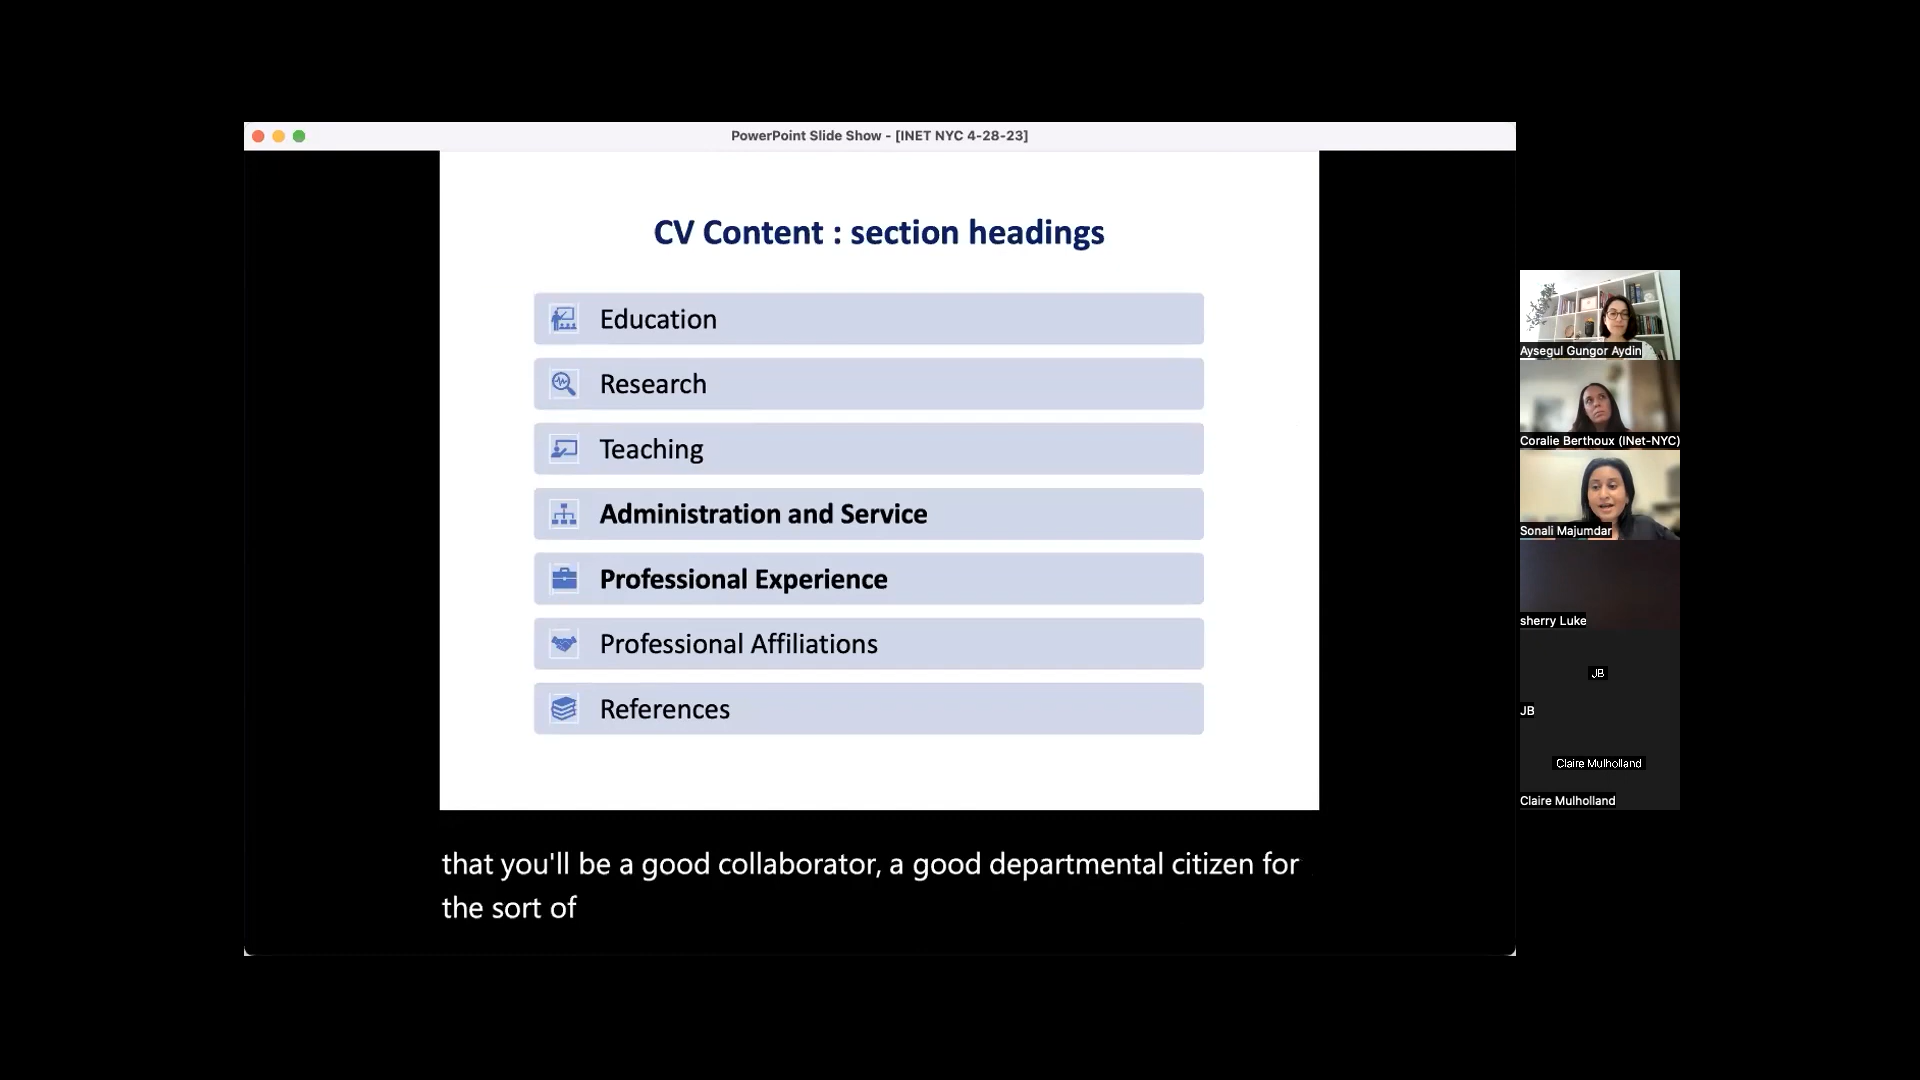 PowerPoint Slide Show - [INET NYC 4-28-23]
CV Content : section headings
Education
Research
Teaching
Administration and Service
Professional Experience
Professional Affiliations
References
that you'll be a good collaborator, a good departmental citizen for
the sort of
Aysegul Gungor Aydin
Coralie Berthoux (INet-NYC)
Sonali Majumdar
sherry Luke
JB
JB
Claire Mulholland
Claire Mulholland